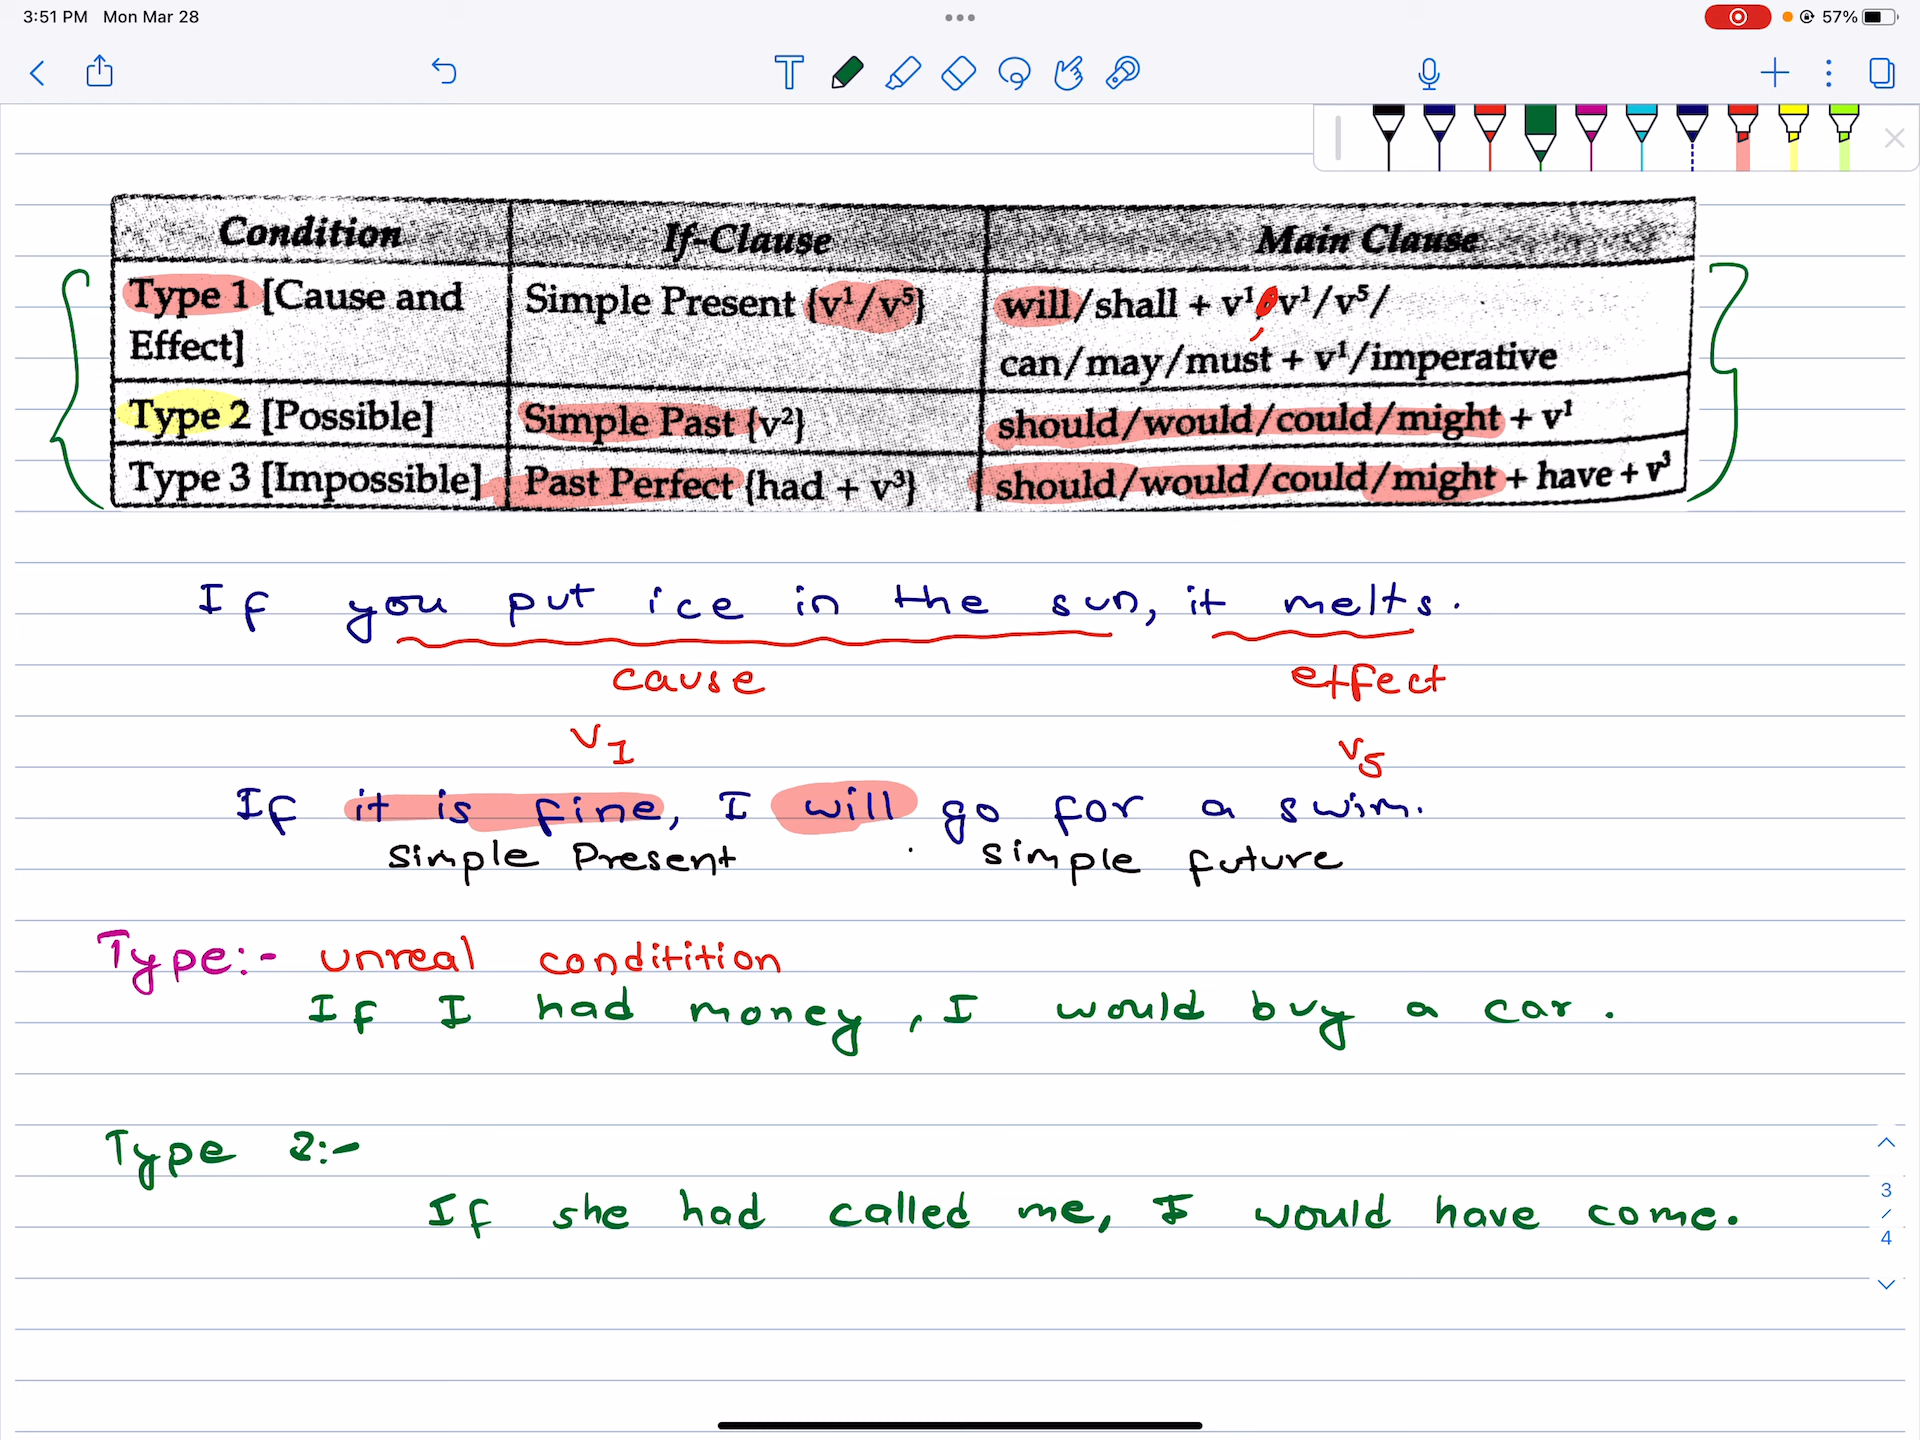 3:51 PM Mon Mar 28
57%
Condition If-Clause Main Clause
Type 1 [Cause and Effect] Simple Present {v¹/v⁵} will/shall + v¹, v¹/v⁵/
can/may/must + v¹/imperative
Type 2 [Possible] Simple Past {v²} should/would/could/might + v¹
Type 3 [Impossible] Past Perfect {had + v³} should/would/could/might + have + v³
If you put ice in the sun, it melts.
cause effect
V1 V5
If it is fine, I will go for a swim.
Simple Present simple future
Type:- unreal conditition
If I had money, I would buy a car.
Type 2:-
If she had called me, I would have come.
3
/
4